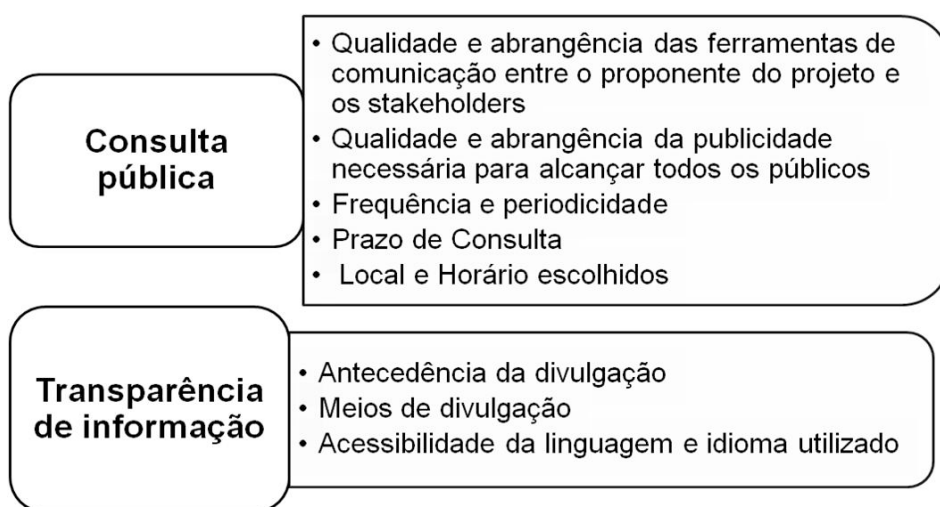 Consulta
pública
• Qualidade e abrangência das ferramentas de
comunicação entre o proponente do projeto e
os stakeholders
• Qualidade e abrangência da publicidade
necessária para alcançar todos os públicos
• Frequência e periodicidade
• Prazo de Consulta
• Local e Horário escolhidos
Transparência
de informação
• Antecedência da divulgação
• Meios de divulgação
• Acessibilidade da linguagem e idioma utilizado